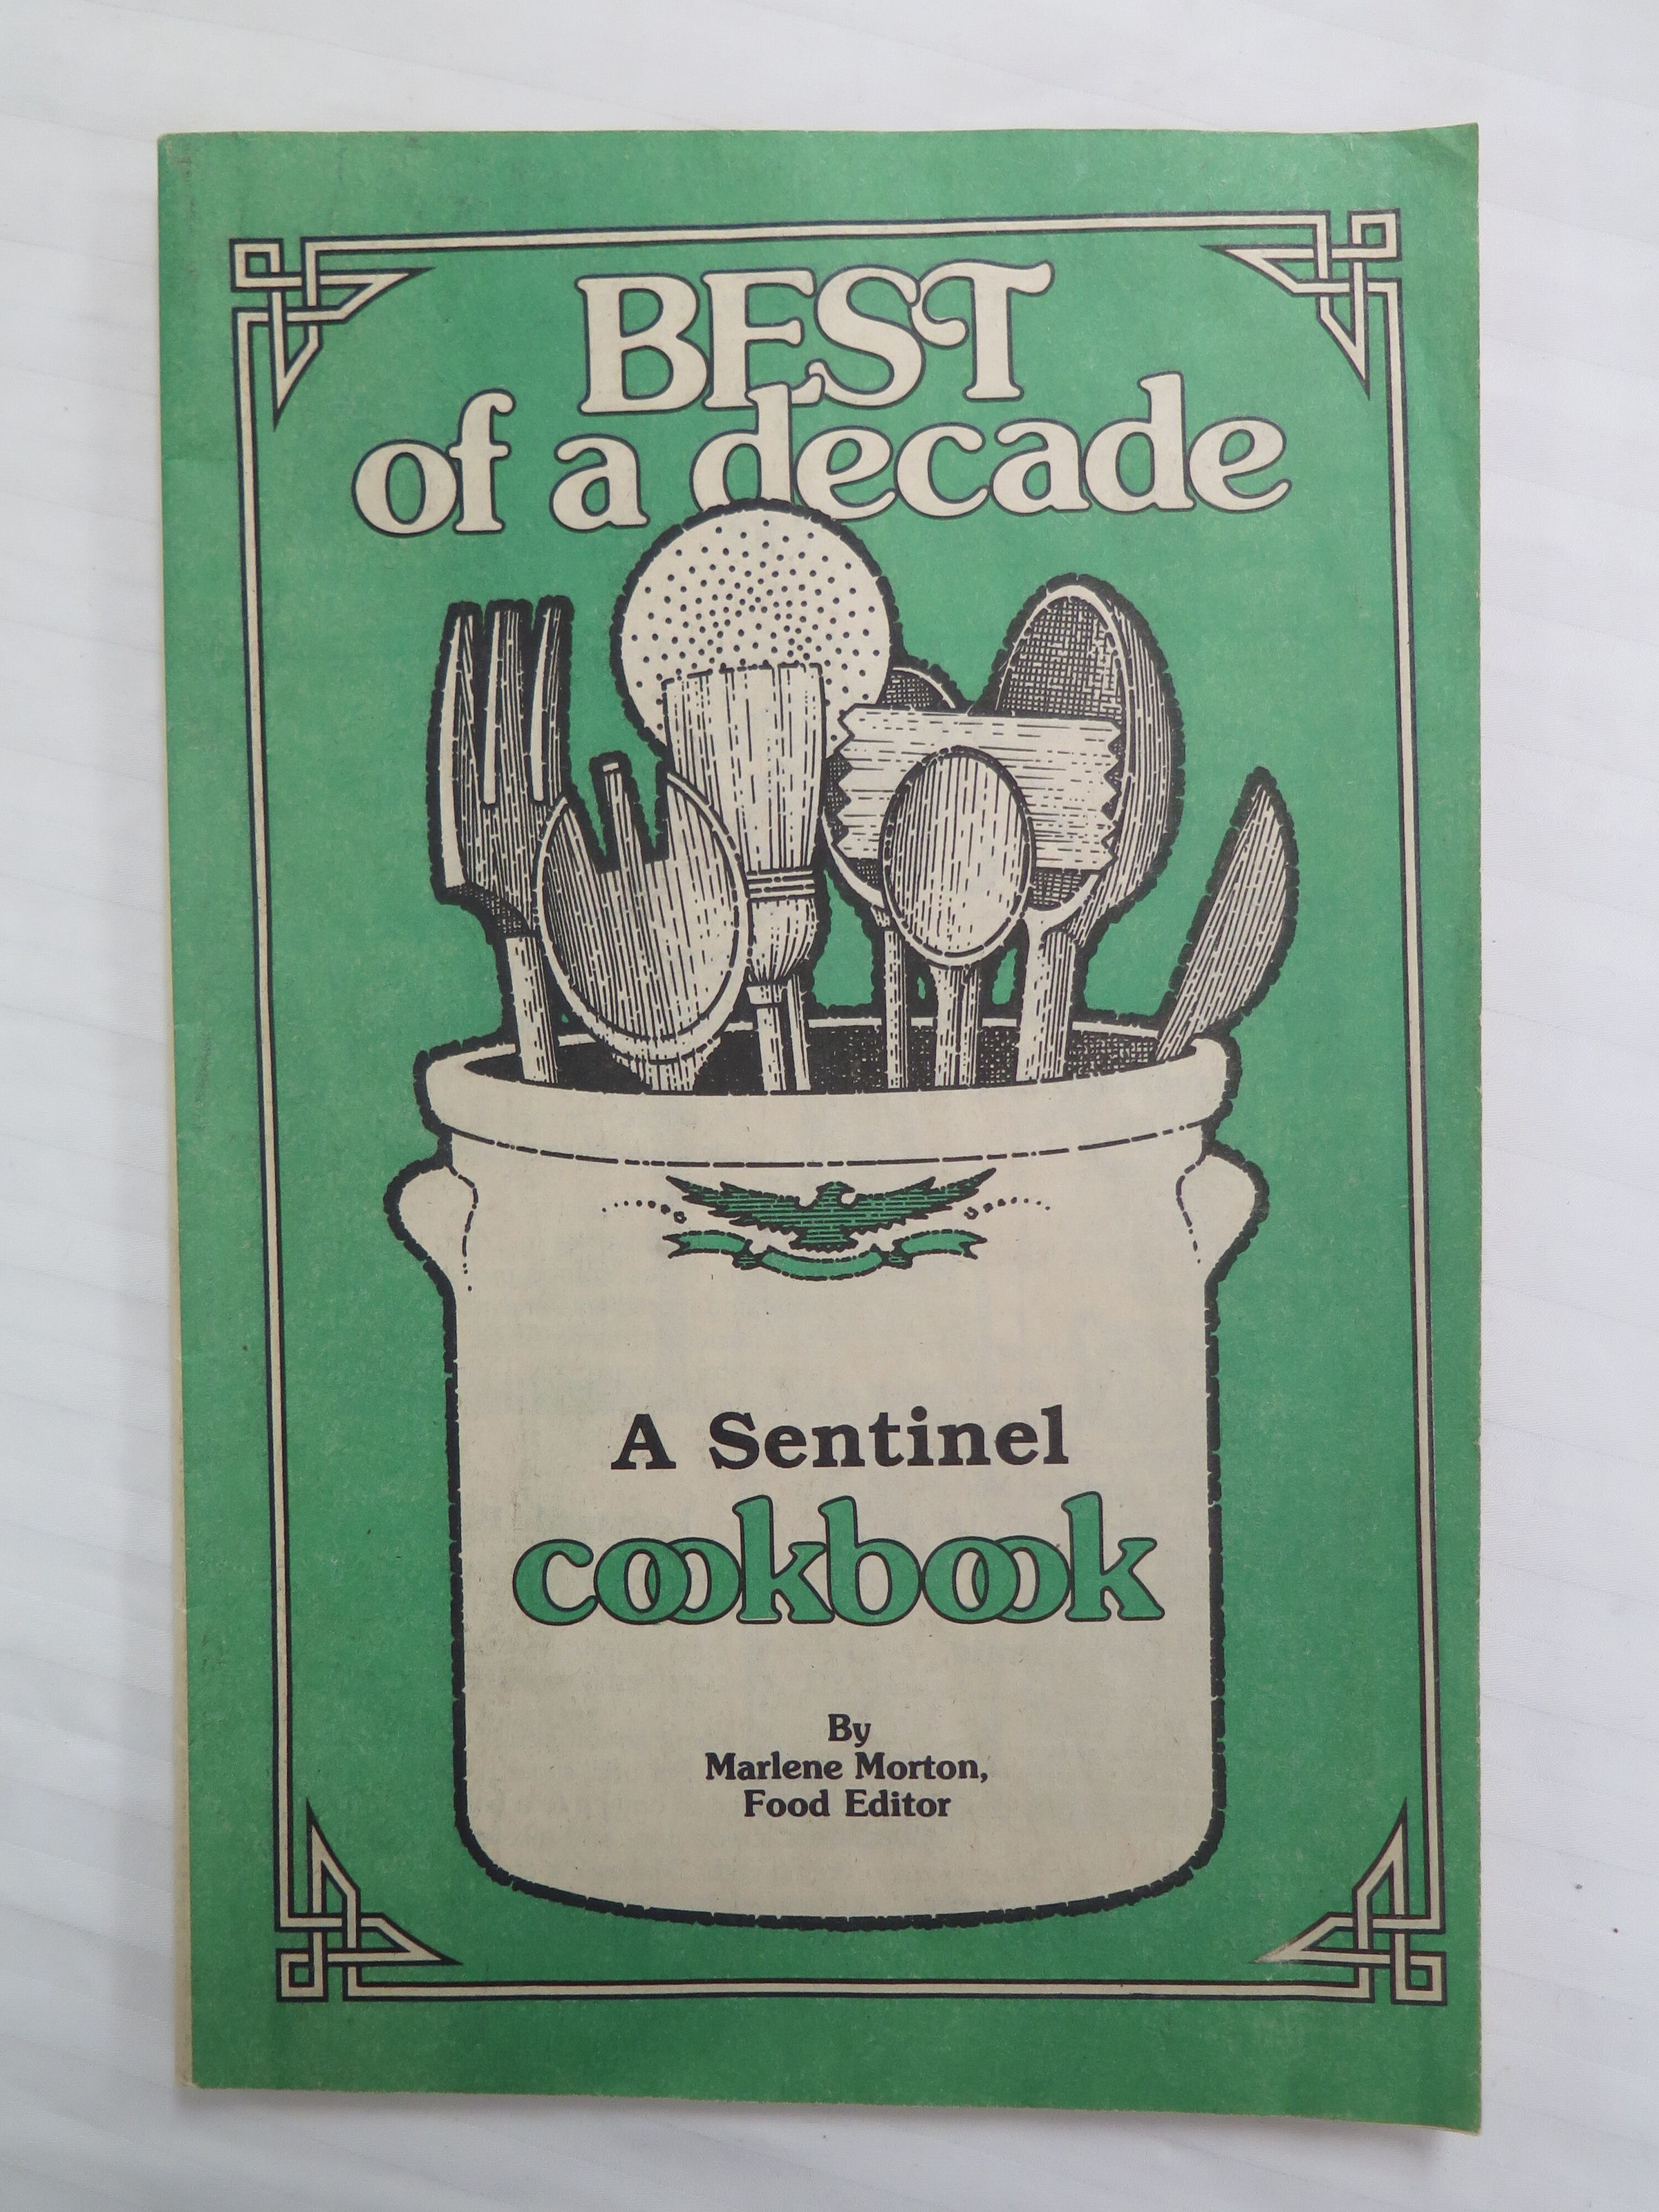 BEST
of a decade
A Sentinel
cookbook
By
Marlene Morton,
Food Editor